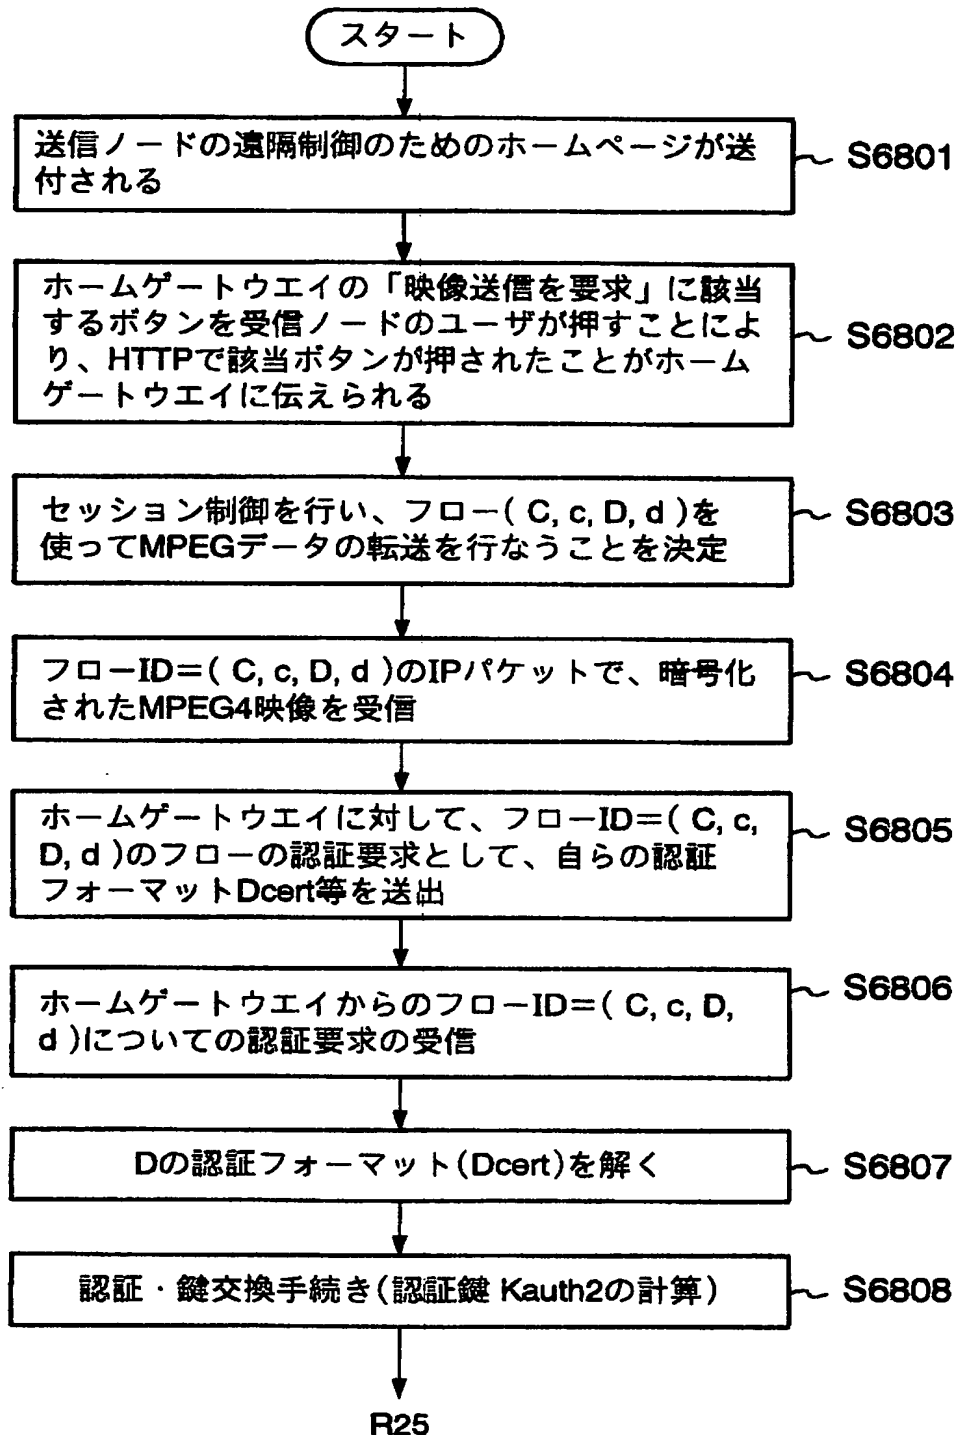 スタート
送信ノードの遠隔制御のためのホームページが送
付される
S6801
ホームゲートウエイの「映像送信を要求」に該当
するボタンを受信ノードのユーザが押すことによ
り、HTTPで該当ボタンが押されたことがホーム
ゲートウエイに伝えられる
S6802
セッション制御を行い、フロー( C, c, D, d )を
使ってMPEGデータの転送を行なうことを決定
S6803
フローID=( C, c, D, d )のIPパケットで、暗号化
されたMPEG4映像を受信
S6804
ホームゲートウエイに対して、フローID=( C, c,
D, d )のフローの認証要求として、自らの認証
フォーマットDcert等を送出
S6805
ホームゲートウエイからのフローID=( C, c, D,
d )についての認証要求の受信
S6806
Dの認証フォーマット(Dcert)を解く
S6807
認証・鍵交換手続き(認証鍵 Kauth2の計算)
S6808
R25